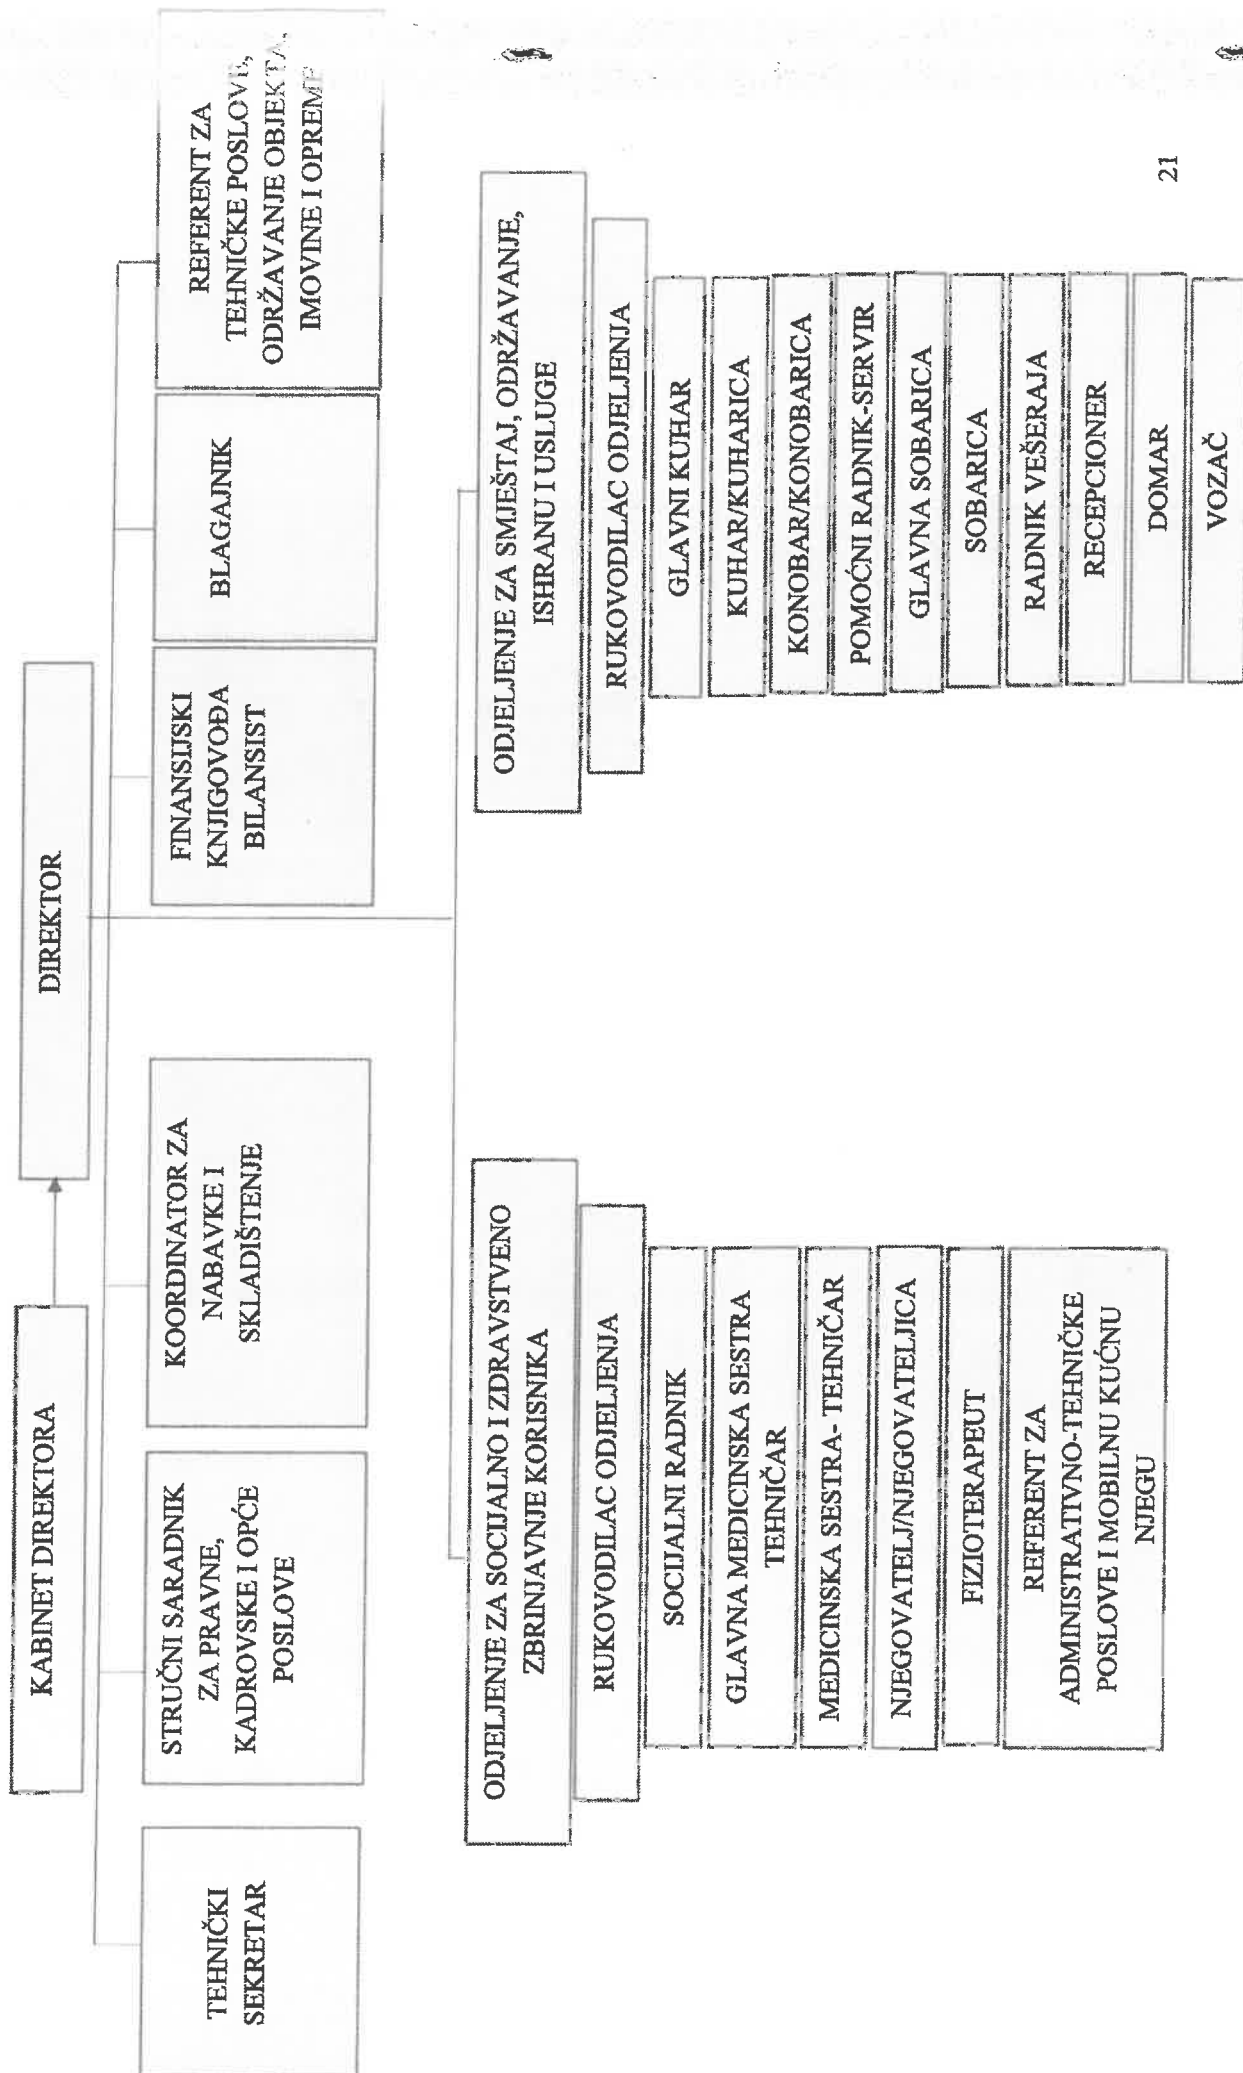 KABINET DIREKTORA
DIREKTOR
TEHNIČKI
SEKRETAR
STRUČNI SARADNIK
ZA PRAVNE,
KADROVSKE I OPĆE
POSLOVE
KOORDINATOR ZA
NABAVKE I
SKLADIŠTENJE
FINANSIJSKI
KNJIGOVOĐA
BILANSIST
BLAGAJNIK
REFERENT ZA
TEHNIČKE POSLOVE,
ODRŽAVANJE OBJEKTA,
IMOVINE I OPREME
ODJELJENJE ZA SOCIJALNO I ZDRAVSTVENO
ZBRINJAVNJE KORISNIKA
RUKOVODILAC ODJELJENJA
SOCIJALNI RADNIK
GLAVNA MEDICINSKA SESTRA
TEHNIČAR
MEDICINSKA SESTRA- TEHNIČAR
NJEGOVATELJ/NJEGOVATELJICA
FIZIOTERAPEUT
REFERENT ZA
ADMINISTRATIVNO-TEHNIČKE
POSLOVE I MOBILNU KUĆNU
NJEGU
ODJELJENJE ZA SMJEŠTAJ, ODRŽAVANJE,
ISHRANU I USLUGE
RUKOVODILAC ODJELJENJA
GLAVNI KUHAR
KUHAR/KUHARICA
KONOBAR/KONOBARICA
POMOĆNI RADNIK-SERVIR
GLAVNA SOBARICA
SOBARICA
RADNIK VEŠERAJA
RECEPCIONER
DOMAR
VOZAČ
21